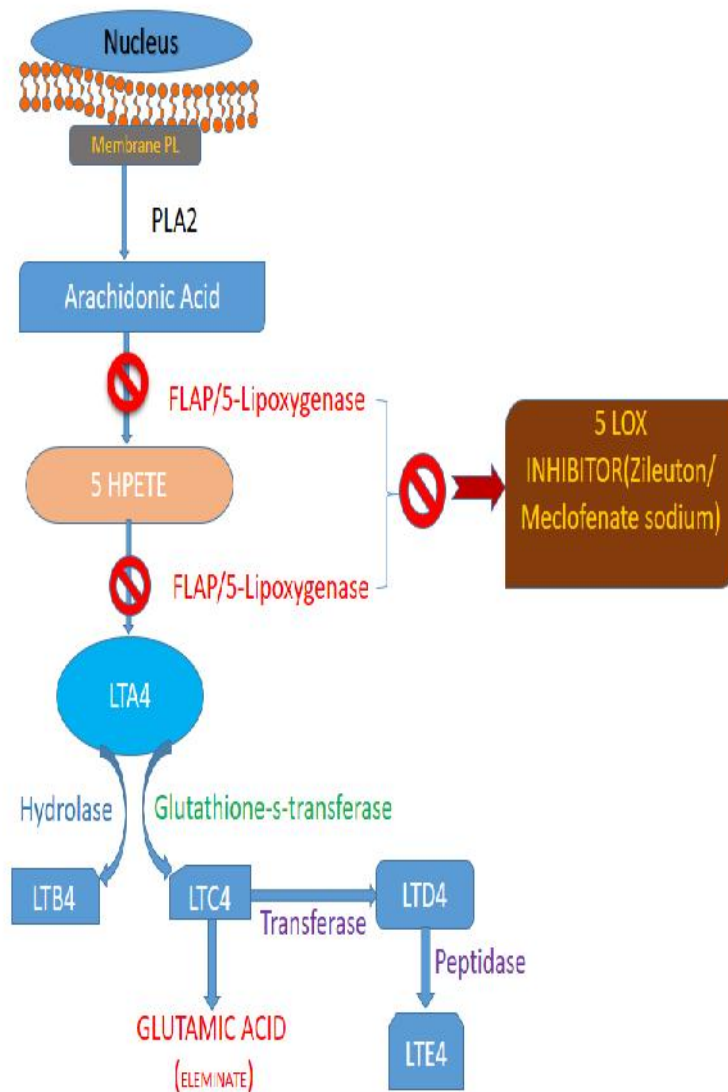 Nucleus
Membrane PL
PLA2
Arachidonic Acid
FLAP/5-Lipoxygenase
5 HPETE
FLAP/5-Lipoxygenase
5 LOX
INHIBITOR(Zileuton/
Meclofenate sodium)
LTA4
Hydrolase
Glutathione-s-transferase
LTB4
LTC4
Transferase
LTD4
Peptidase
GLUTAMIC ACID
(ELEMINATE)
LTE4